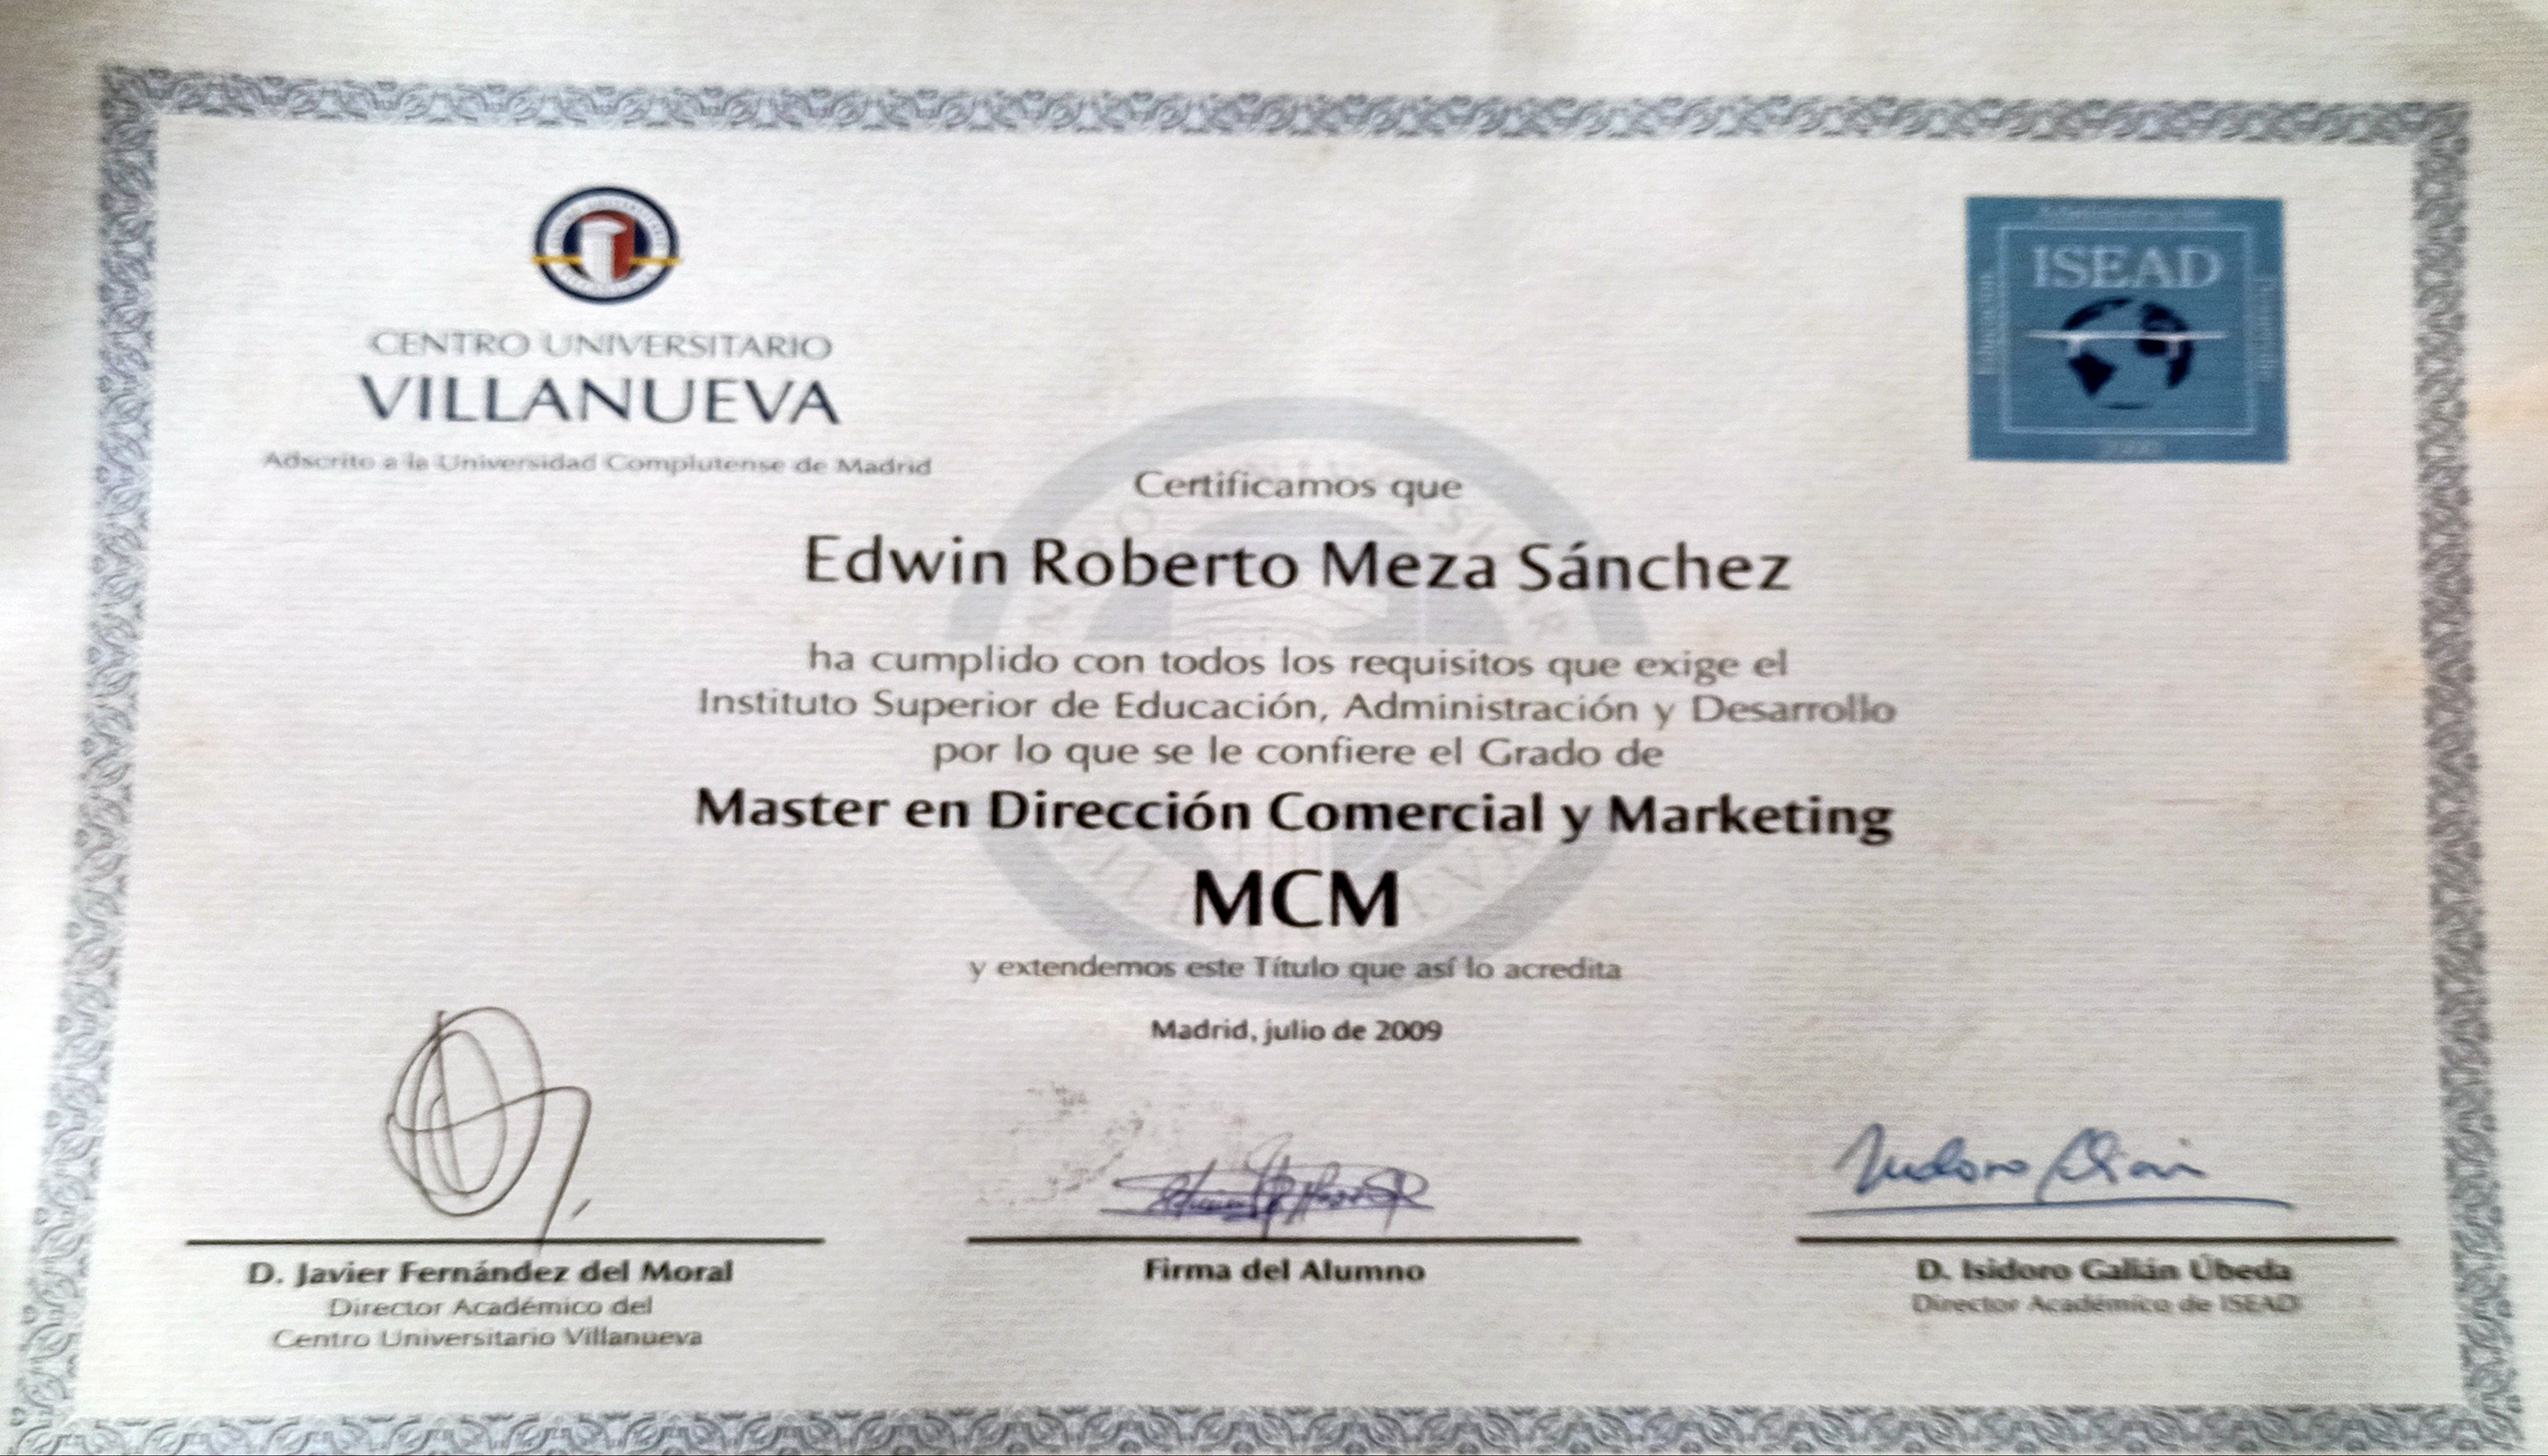 CENTRO UNIVERSITARIO
VILLANUEVA
Adscrito a la Universidad Complutense de Madrid
Administración
ISEAD
Educación
Certificamos que
Edwin Roberto Meza Sánchez
ha cumplido con todos los requisitos que exige el
Instituto Superior de Educación, Administración y Desarrollo
por lo que se le confiere el Grado de
Master en Dirección Comercial y Marketing
MCM
y extendemos este Título que así lo acredita
Madrid, julio de 2009
D. Javier Fernández del Moral
Director Académico del
Centro Universitario Villanueva
Firma del Alumno
D. Isidoro Galián Úbeda
Director Académico de ISEAD